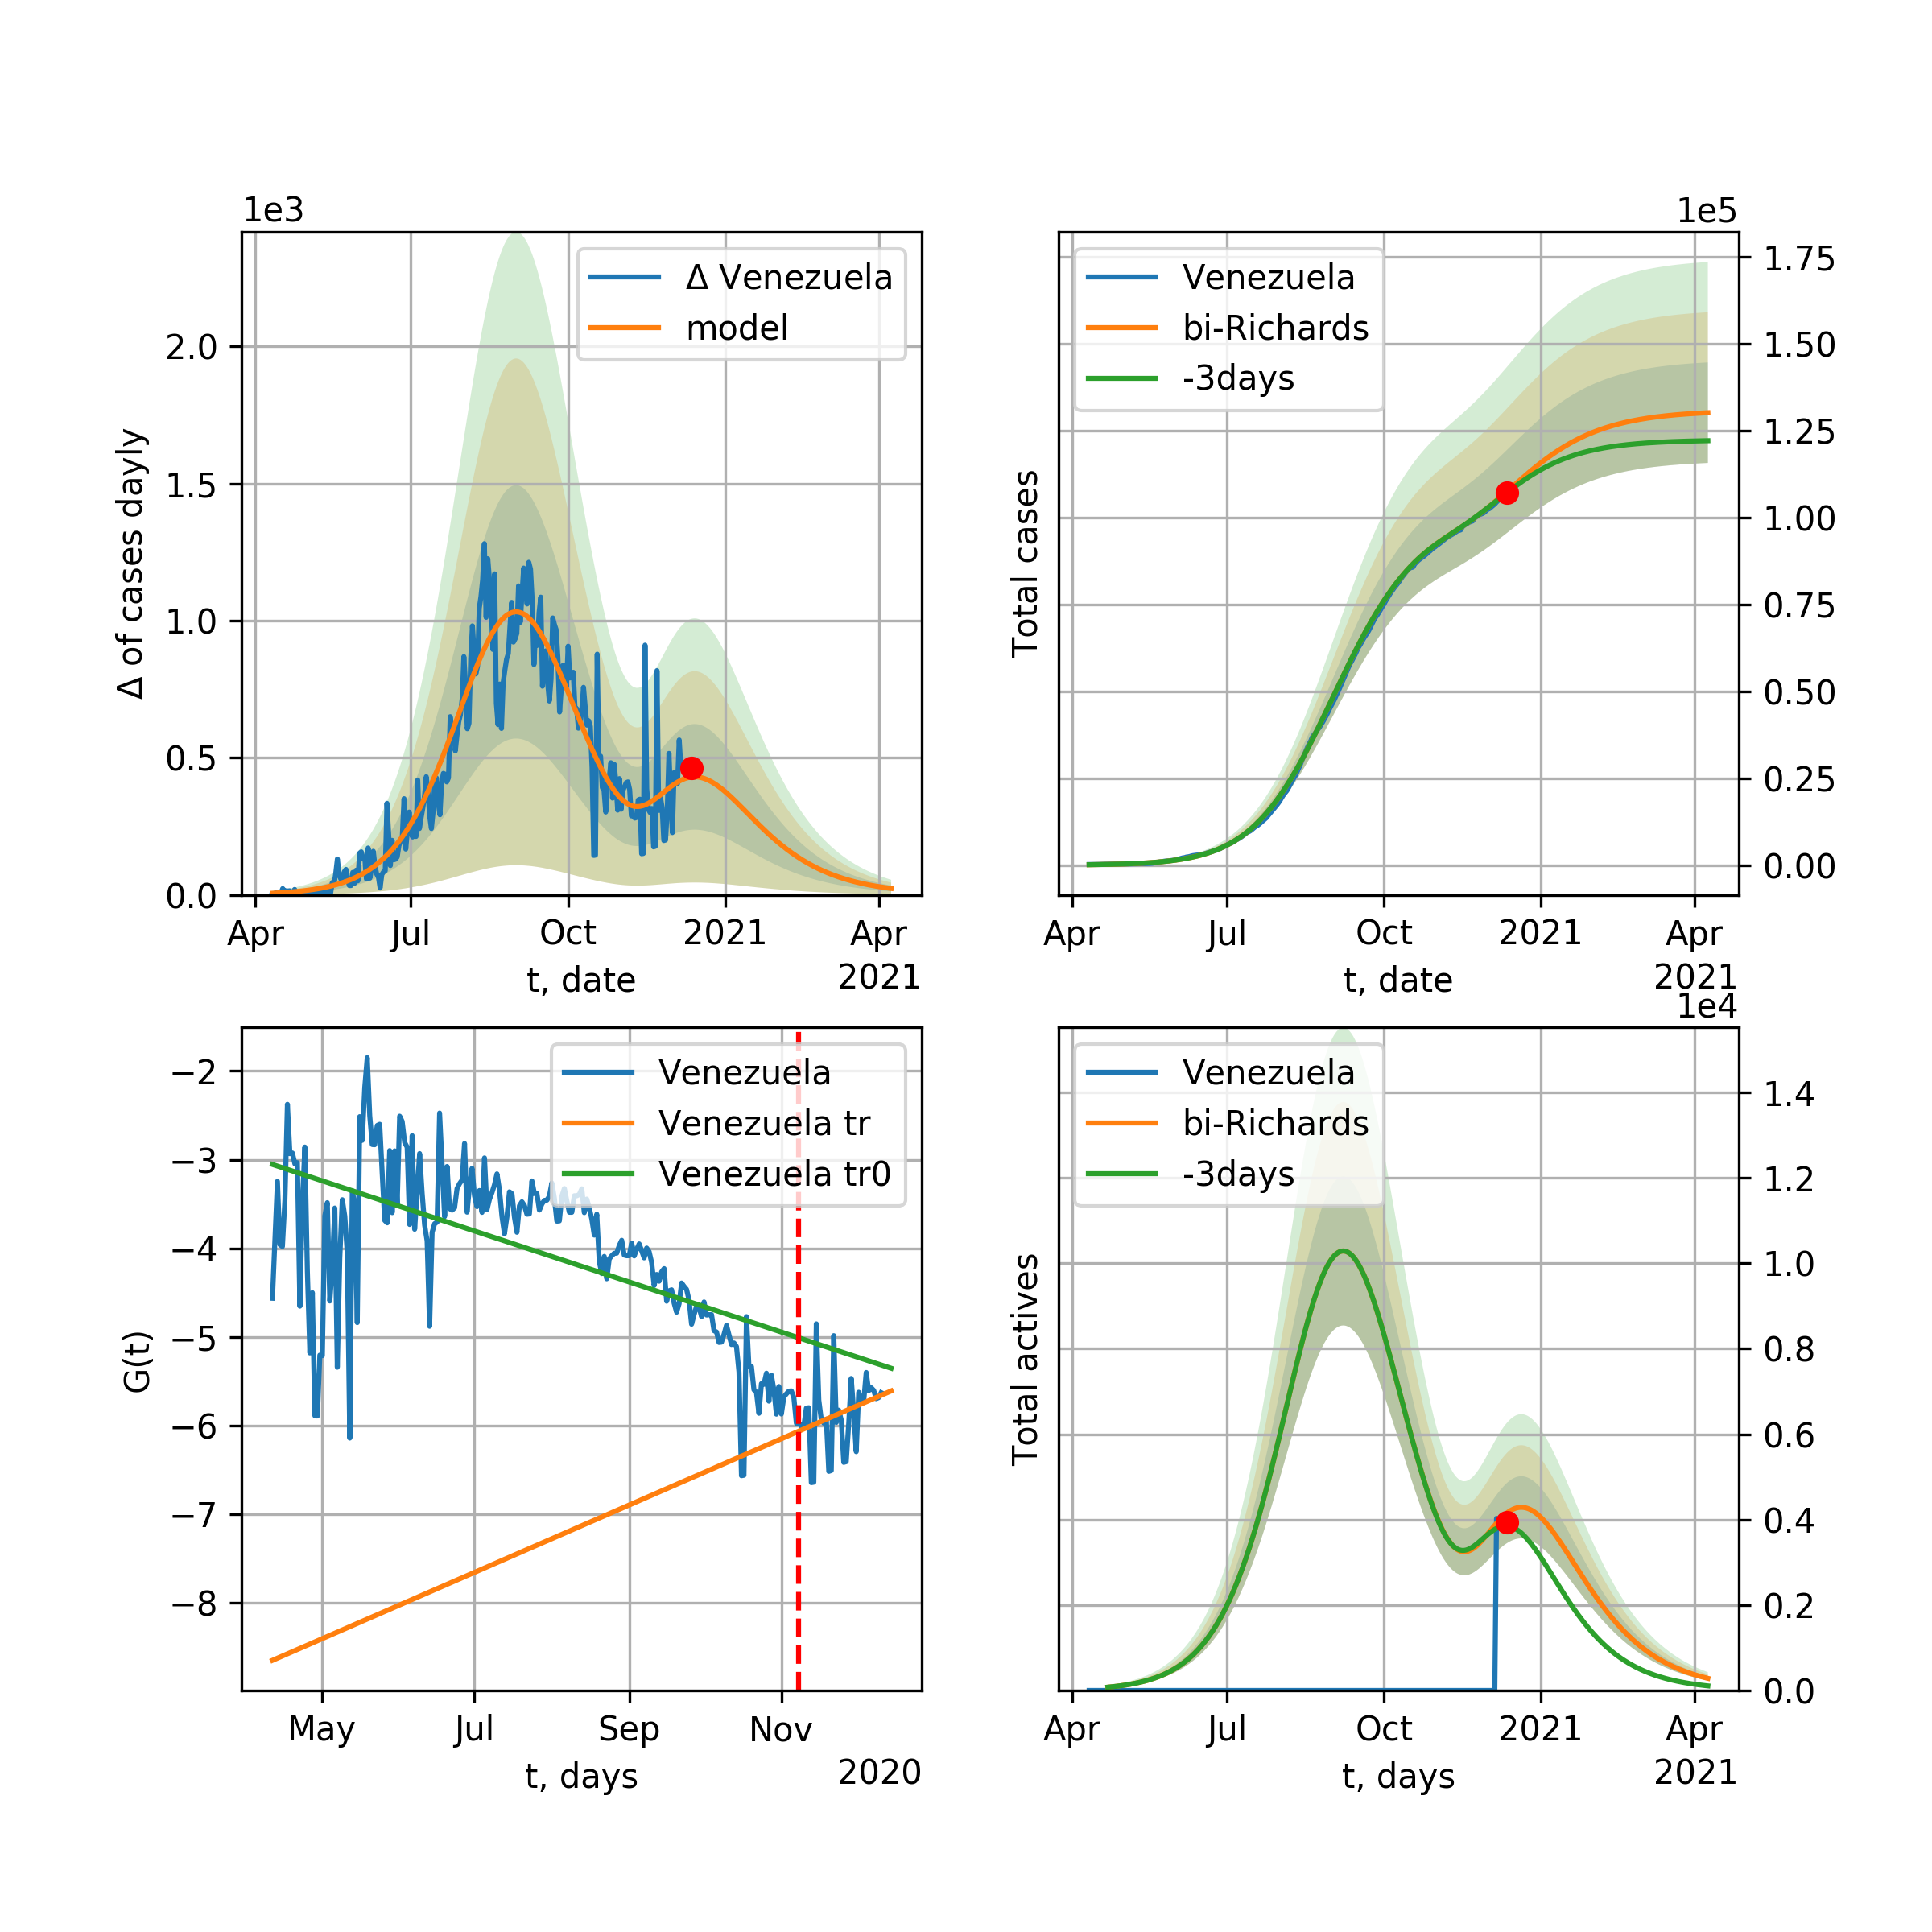 1e3
Δ Venezuela
model
2.0
1.5
1.0
0.5
0.0
Δ of cases dayly
Apr Jul Oct 2021 Apr
t, date 2021
1e5
Venezuela
bi-Richards
-3days
1.75
1.50
1.25
1.00
0.75
0.50
0.25
0.00
Total cases
Apr Jul Oct 2021 Apr
t, date 2021
Venezuela
Venezuela tr
Venezuela tr0
−2
−3
−4
−5
−6
−7
−8
G(t)
May Jul Sep Nov
t, days 2020
1e4
Venezuela
bi-Richards
-3days
1.4
1.2
1.0
0.8
0.6
0.4
0.2
0.0
Total actives
Apr Jul Oct 2021 Apr
t, days 2021